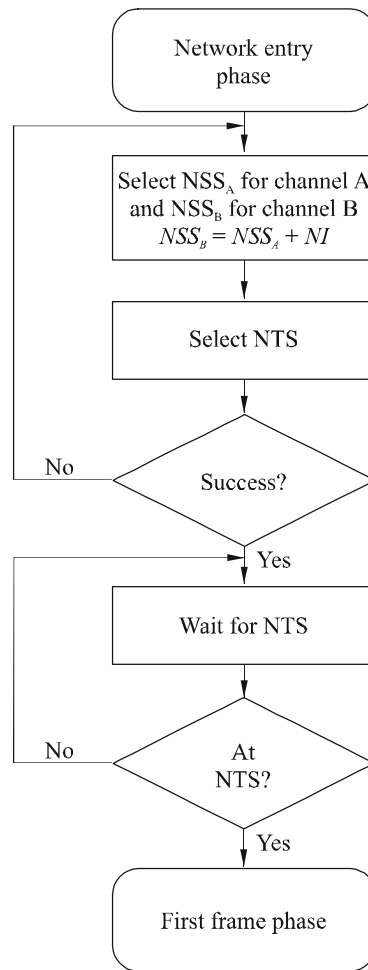 Network entry
phase
Select NSS_A for channel A
and NSS_B for channel B
NSS_B = NSS_A + NI
Select NTS
Success?
No
Yes
Wait for NTS
At
NTS?
No
Yes
First frame phase